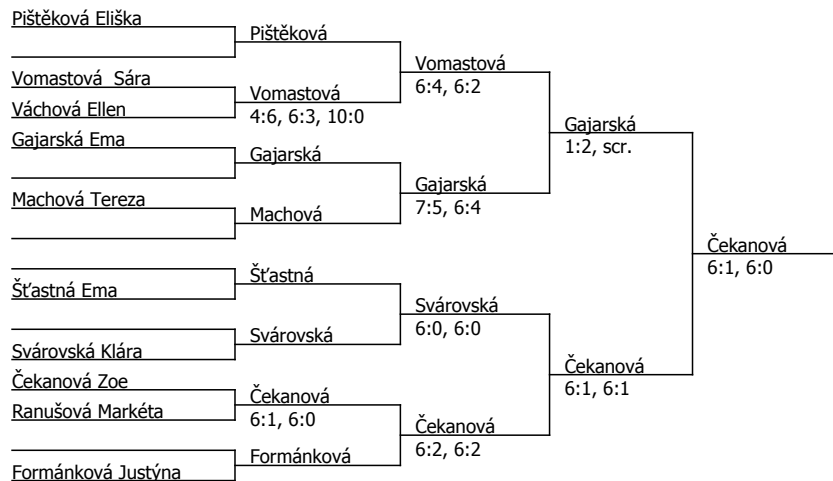 Pištěková Eliška
Pištěková
Vomastová
6:4, 6:2
Vomastová Sára
Vomastová
4:6, 6:3, 10:0
Váchová Ellen
Gajarská
1:2, scr.
Gajarská Ema
Gajarská
Gajarská
7:5, 6:4
Machová Tereza
Machová
Čekanová
6:1, 6:0
Šťastná
Šťastná Ema
Svárovská
6:0, 6:0
Svárovská
Svárovská Klára
Čekanová
6:1, 6:1
Čekanová Zoe
Čekanová
6:1, 6:0
Ranušová Markéta
Čekanová
6:2, 6:2
Formánková
Formánková Justýna